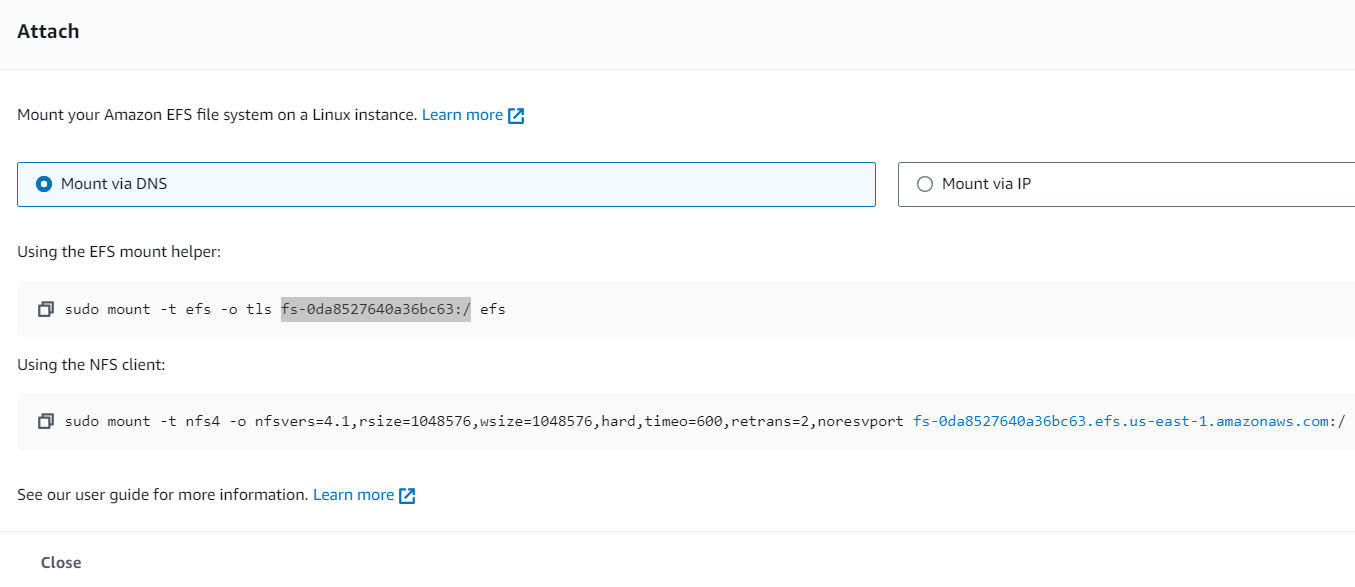 Attach
Mount your Amazon EFS file system on a Linux instance. Learn more
Mount via DNS
Mount via IP
Using the EFS mount helper:
sudo mount -t efs -o tls fs-0da8527640a36bc63:/ efs
Using the NFS client:
sudo mount -t nfs4 -o nfsvers=4.1,rsize=1048576,wsize=1048576,hard,timeo=600,retrans=2,noresvport fs-0da8527640a36bc63.efs.us-east-1.amazonaws.com:/
See our user guide for more information. Learn more
Close